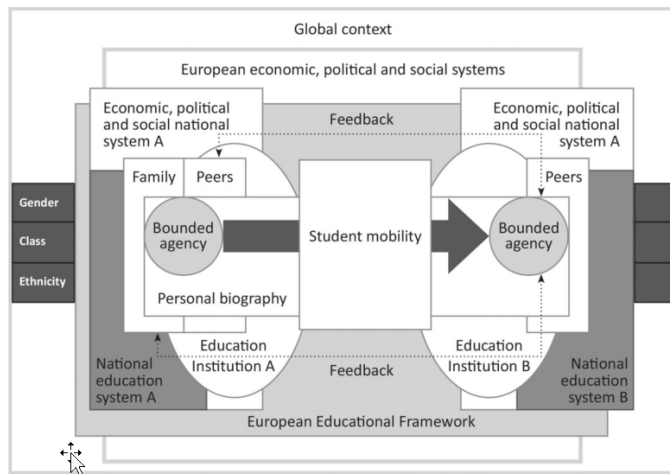 Global context
European economic, political and social systems
Economic, political
and social national
system A
Feedback
Economic, political
and social national
system A
Family
Peers
Peers
Gender
Class
Ethnicity
Bounded
agency
Student mobility
Bounded
agency
Personal biography
Education
Institution A
Education
Institution B
National
education
system A
Feedback
National
education
system B
European Educational Framework